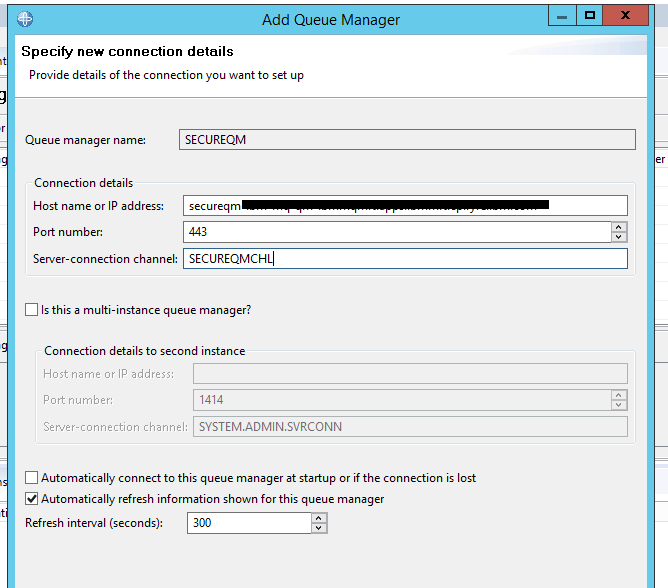 Add Queue Manager
Specify new connection details
Provide details of the connection you want to set up
Queue manager name: SECUREQM
Connection details
Host name or IP address: secureqm
Port number: 443
Server-connection channel: SECUREQMCHL
Is this a multi-instance queue manager?
Connection details to second instance
Host name or IP address:
Port number: 1414
Server-connection channel: SYSTEM.ADMIN.SVRCONN
Automatically connect to this queue manager at startup or if the connection is lost
Automatically refresh information shown for this queue manager
Refresh interval (seconds): 300